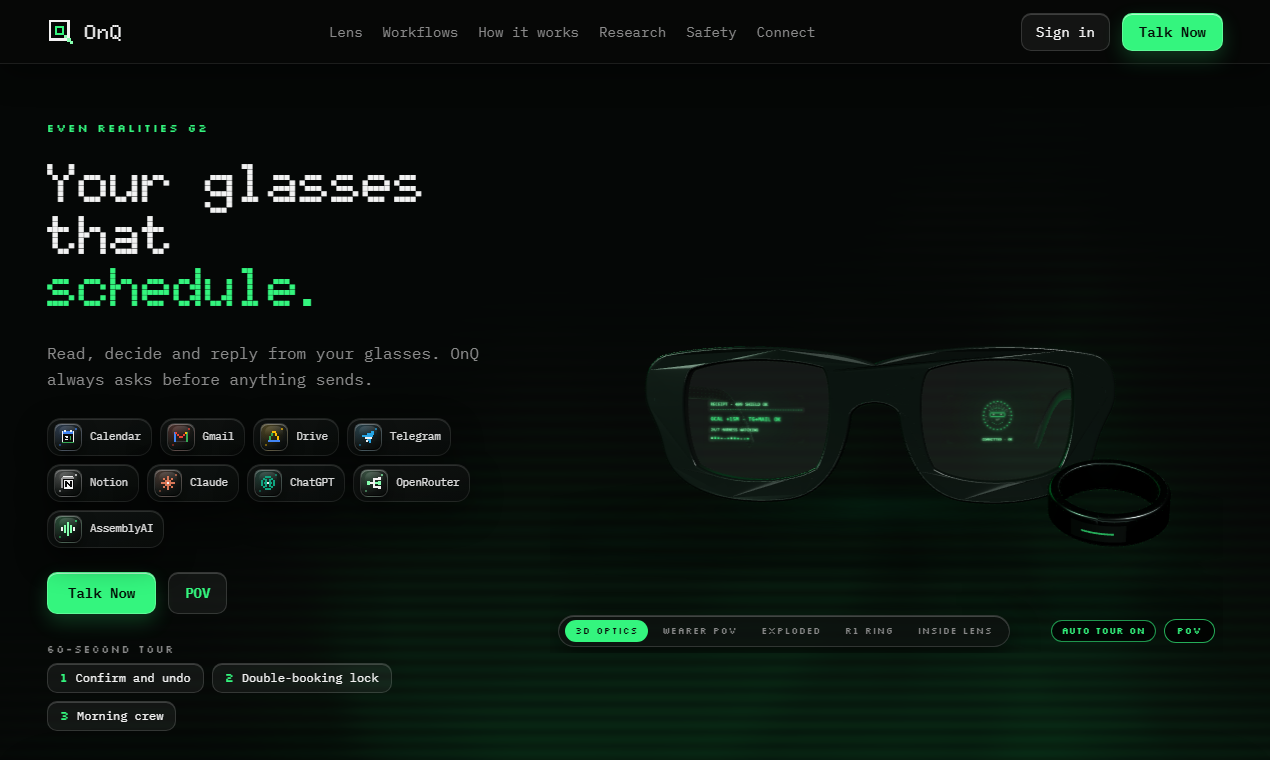 OnQ
Lens Workflows How it works Research Safety Connect
Sign in
Talk Now
EVEN REALITIES G2
Your glasses
that
schedule.
Read, decide and reply from your glasses. OnQ
always asks before anything sends.
Calendar Gmail Drive Telegram
Notion Claude ChatGPT OpenRouter
AssemblyAI
Talk Now POV
60-SECOND TOUR
1 Confirm and undo 2 Double-booking lock
3 Morning crew
3D OPTICS WEARER POV EXPLODED R1 RING INSIDE LENS
AUTO TOUR ON POV